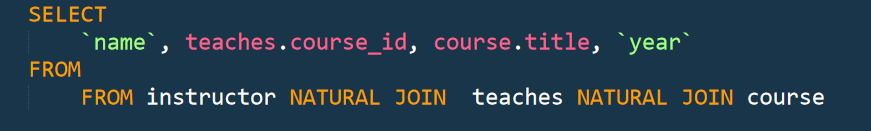 SELECT
`name`, teaches.course_id, course.title, `year`
FROM
FROM instructor NATURAL JOIN  teaches NATURAL JOIN course